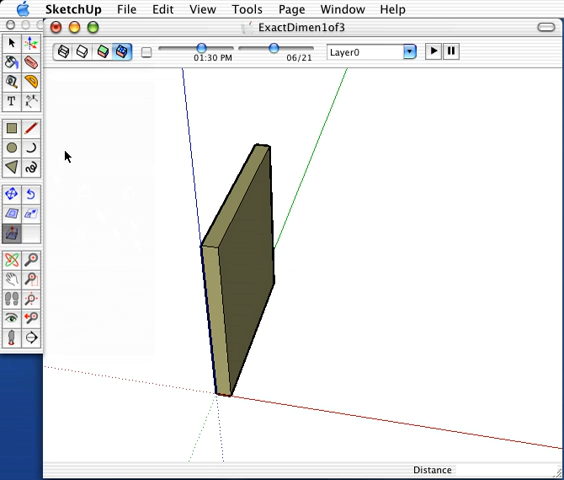 SketchUp File Edit View Tools Page Window Help
ExactDimen1of3
01:30 PM 06/21 Layer0
T
Distance